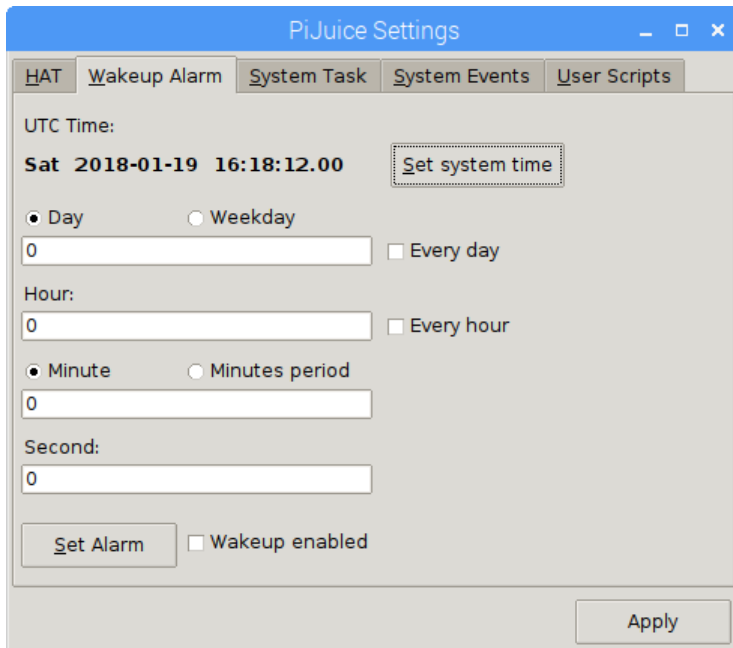 PiJuice Settings
HAT Wakeup Alarm System Task System Events User Scripts
UTC Time:
Sat 2018-01-19 16:18:12.00 Set system time
Day Weekday
0 Every day
Hour:
0 Every hour
Minute Minutes period
0
Second:
0
Set Alarm Wakeup enabled
Apply